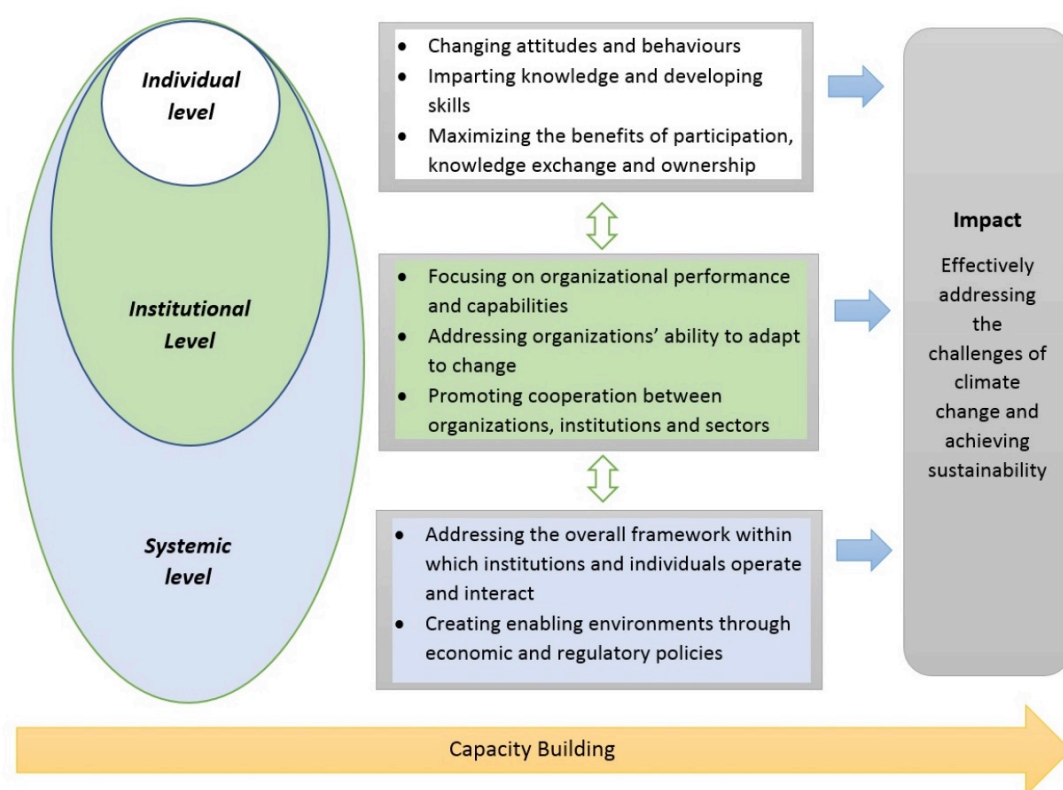 Individual
level
Institutional
Level
Systemic
level
• Changing attitudes and behaviours
• Imparting knowledge and developing
skills
• Maximizing the benefits of participation,
knowledge exchange and ownership
• Focusing on organizational performance
and capabilities
• Addressing organizations’ ability to adapt
to change
• Promoting cooperation between
organizations, institutions and sectors
• Addressing the overall framework within
which institutions and individuals operate
and interact
• Creating enabling environments through
economic and regulatory policies
Impact
Effectively
addressing
the
challenges of
climate
change and
achieving
sustainability
Capacity Building